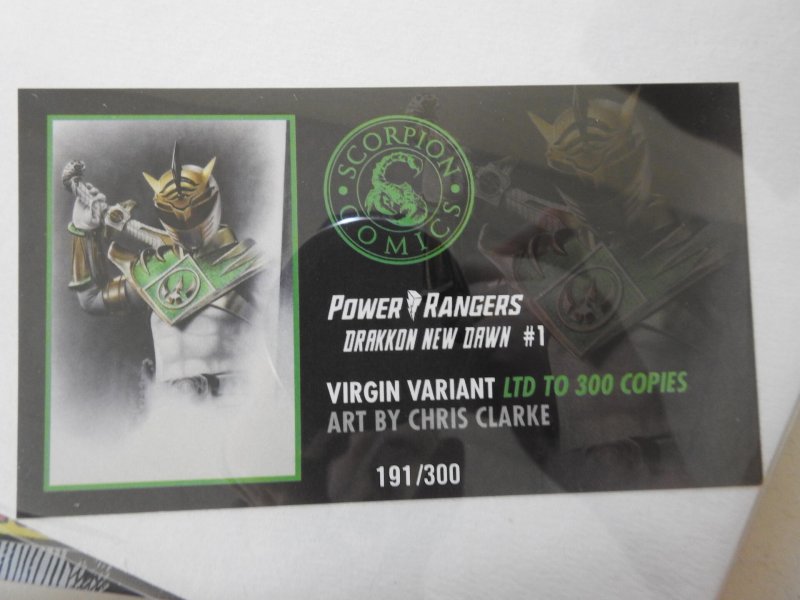 SCORPION
COMICS
POWER RANGERS
DRAKKON NEW DAWN #1
VIRGIN VARIANT LTD TO 300 COPIES
ART BY CHRIS CLARKE
191/300